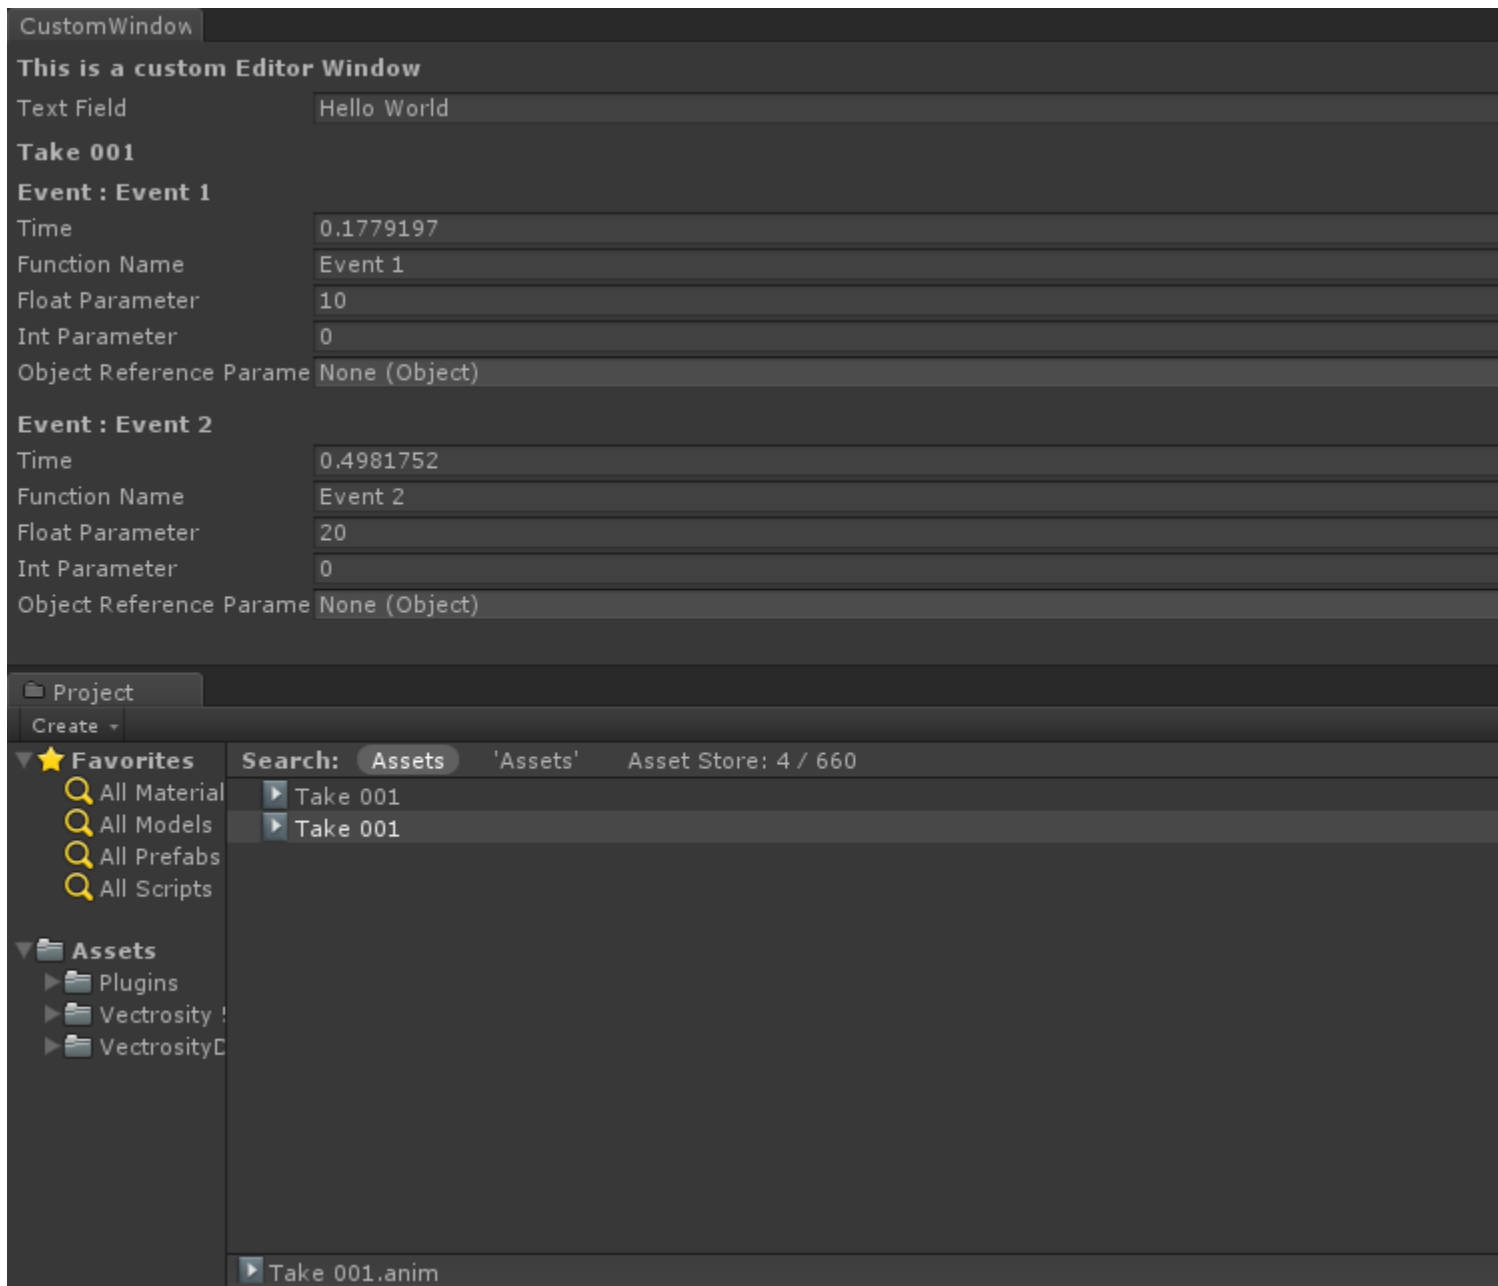 CustomWindow
This is a custom Editor Window
Text Field Hello World
Take 001
Event : Event 1
Time 0.1779197
Function Name Event 1
Float Parameter 10
Int Parameter 0
Object Reference Parame None (Object)
Event : Event 2
Time 0.4981752
Function Name Event 2
Float Parameter 20
Int Parameter 0
Object Reference Parame None (Object)
Project
Create
Favorites
All Material
All Models
All Prefabs
All Scripts
Assets
Plugins
Vectrosity
VectrosityD
Search: Assets 'Assets' Asset Store: 4 / 660
Take 001
Take 001
Take 001.anim